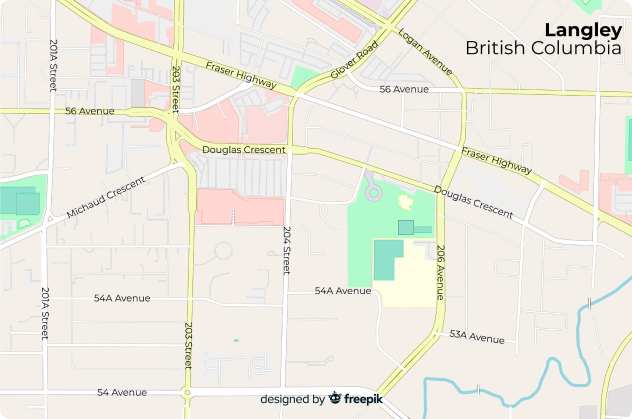 Langley
British Columbia
Logan Avenue
Glover Road
201A Street
203 Street
Fraser Highway
56 Avenue
56 Avenue
Douglas Crescent
Fraser Highway
Michaud Crescent
Douglas Crescent
204 Street
206 Avenue
201A Street
54A Avenue
54A Avenue
203 Street
53A Avenue
54 Avenue
designed by freepik